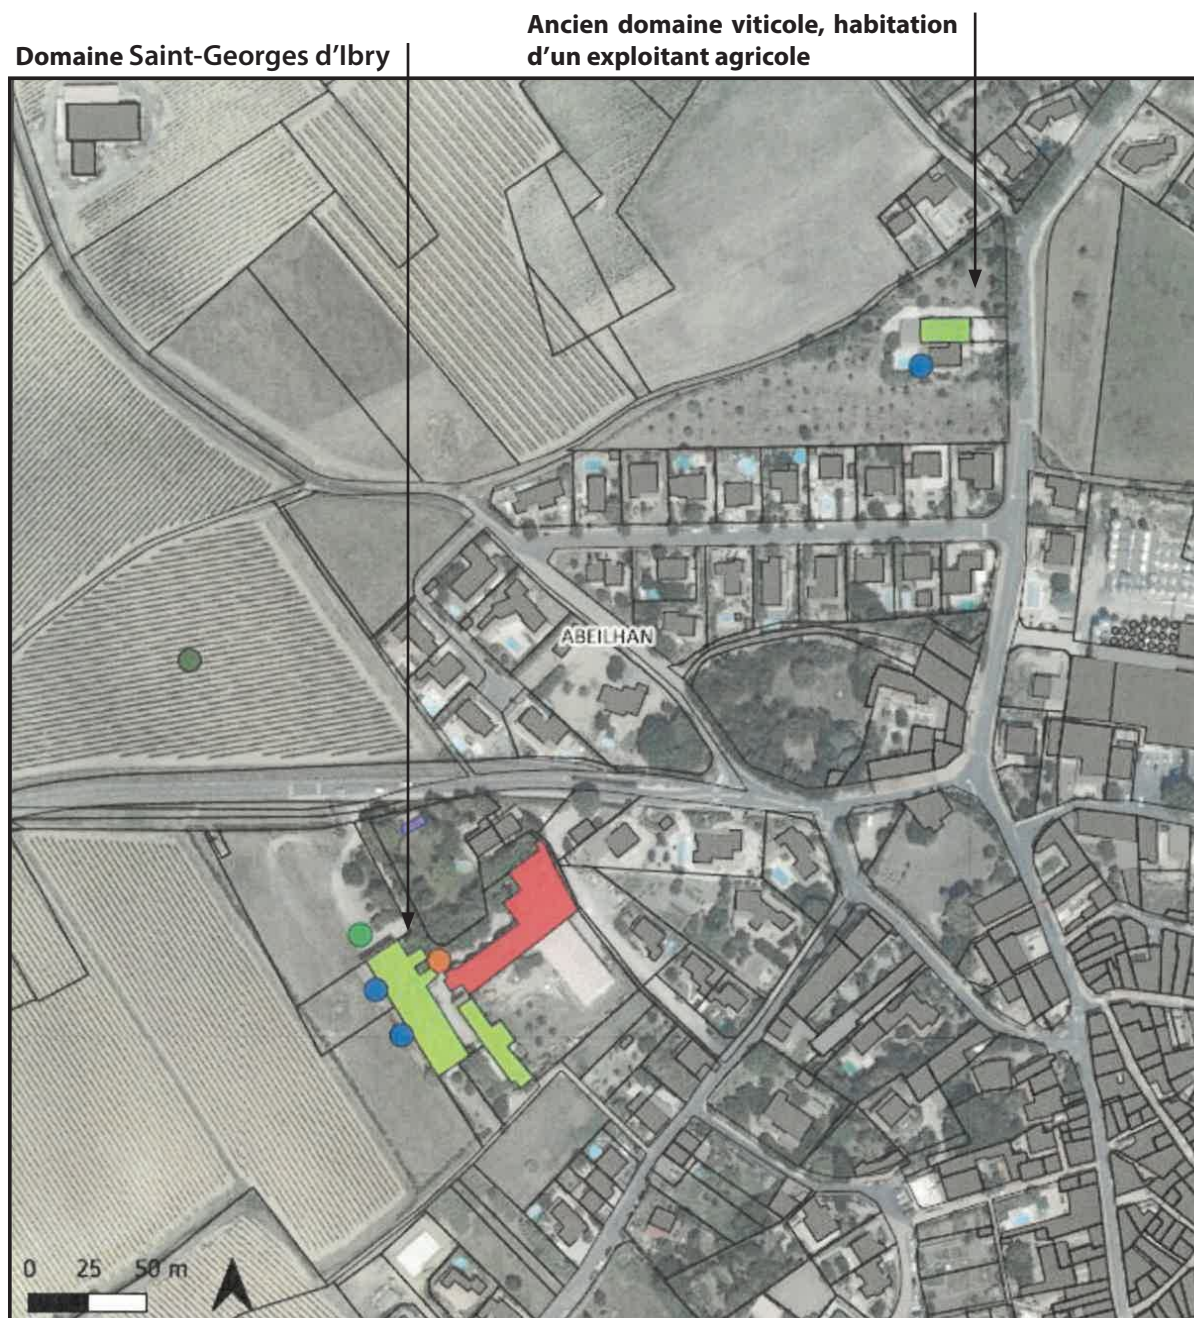 Ancien domaine viticole, habitation
d’un exploitant agricole
Domaine Saint-Georges d’Ibry
ABEILHAN
0 25 50 m